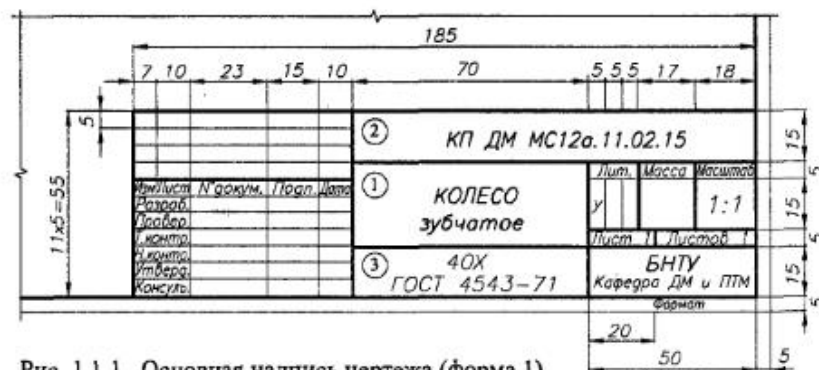 185
7 10 23 15 10 70 5 5 5 17 18
5
2 КП ДМ МС12а.11.02.15 15
Лит. Масса Масштаб 5
Изм Лист N°докум. Подп. Дата 1 КОЛЕСО
зубчатое
у 1:1 15
Разраб.
Провер.
Т.контр. Лист 1 Листов 1 5
Н.контр. 3 40Х БНТУ
Утверд. ГОСТ 4543-71 Кафедра ДМ и ПТМ 15
Консуль.
11х5=55
Формат 5
20
50 5
Рис. 1.1.1. Основная надпись чертежа (форма 1)